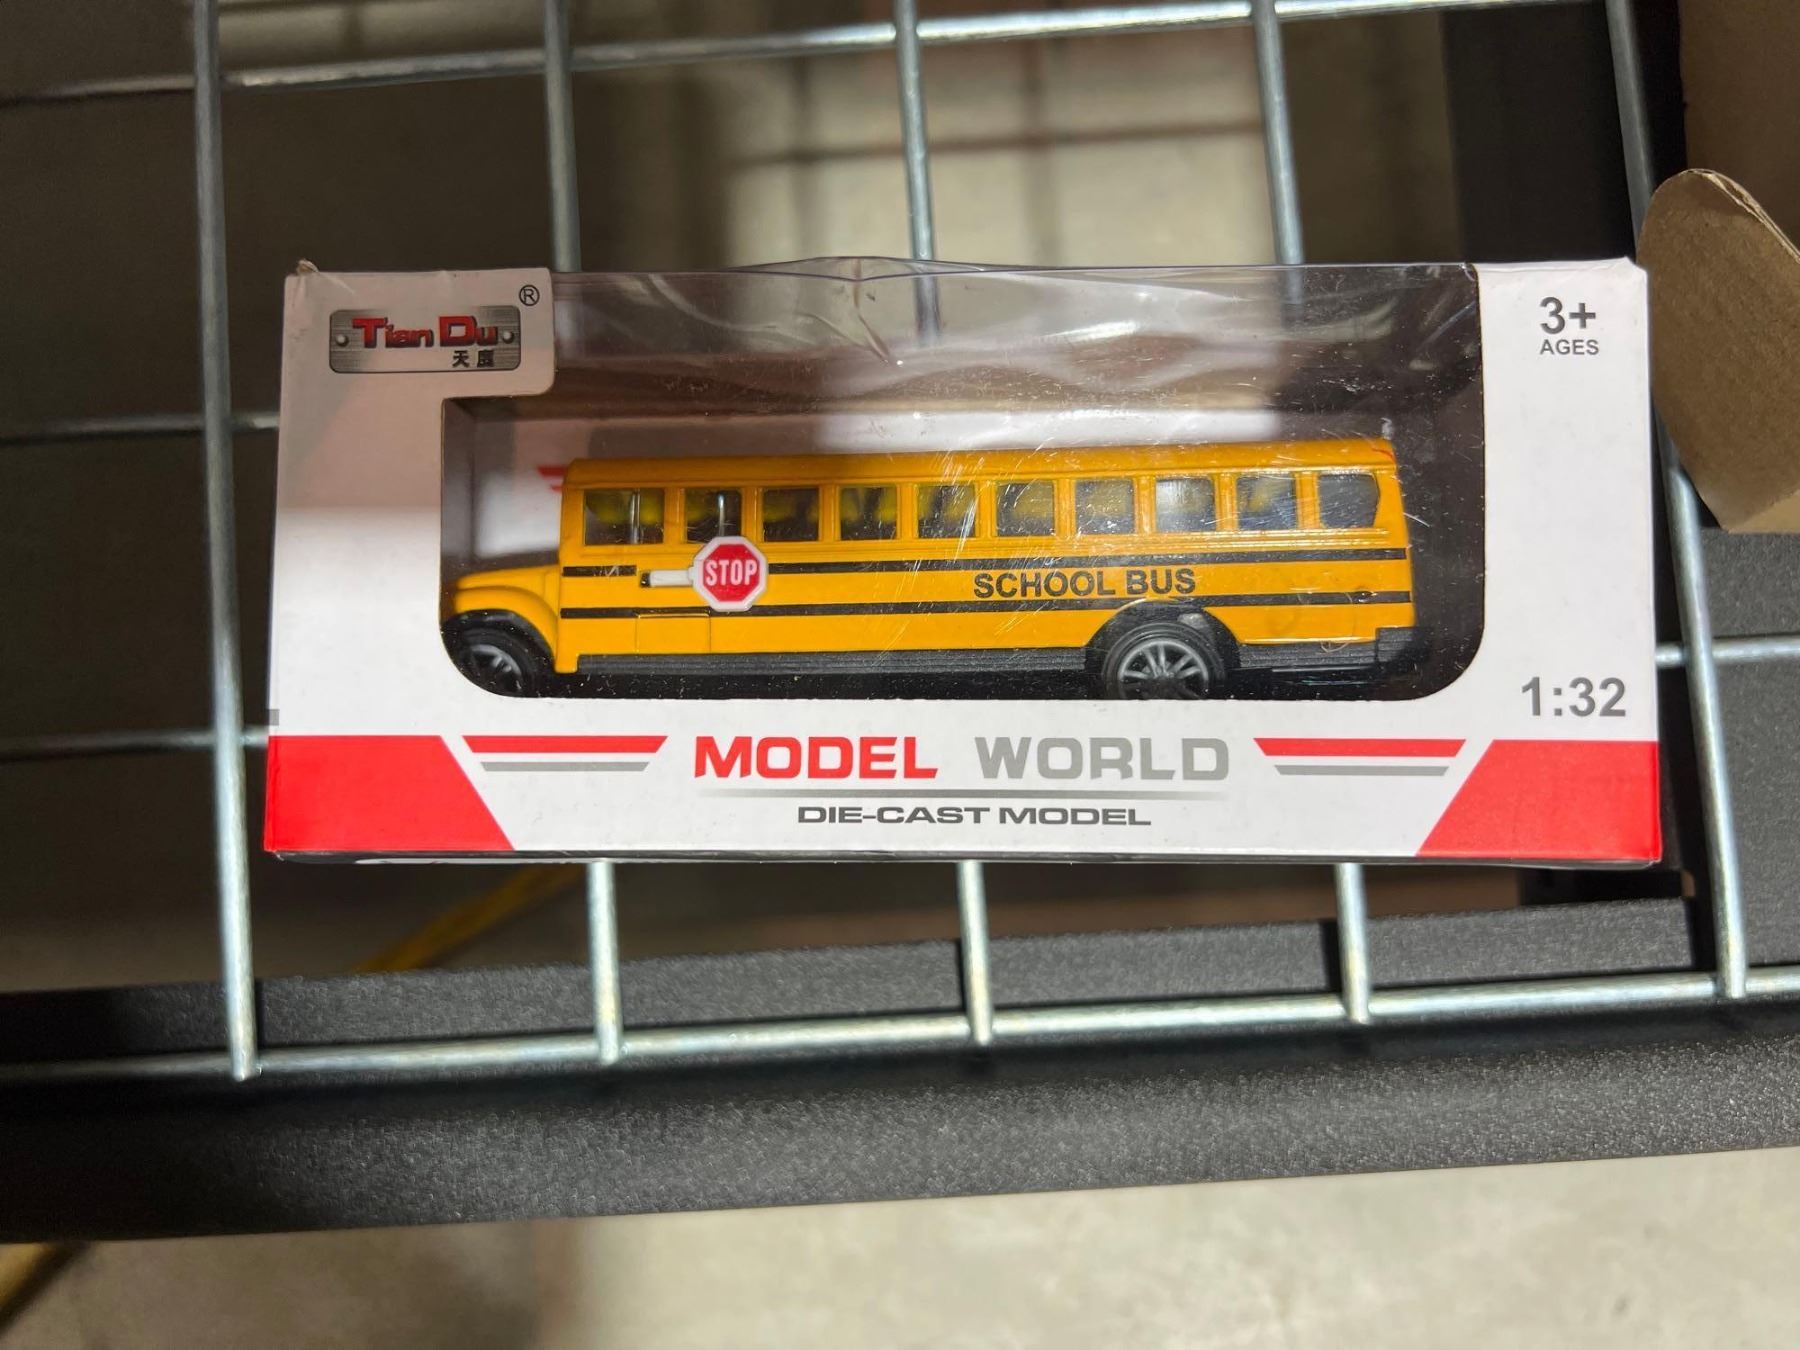 Tian Du ®
天度
3+
AGES
STOP
SCHOOL BUS
1:32
MODEL WORLD
DIE-CAST MODEL